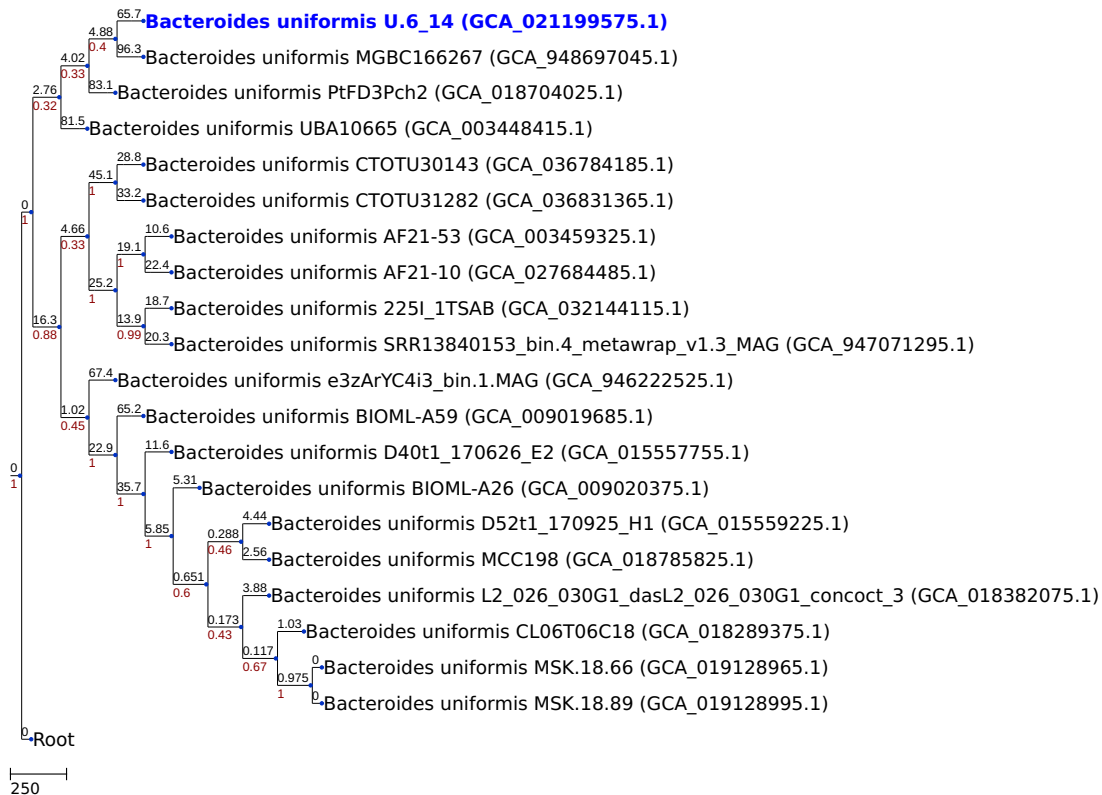 65.7
Bacteroides uniformis U.6_14 (GCA_021199575.1)
4.88
0.4
96.3
Bacteroides uniformis MGBC166267 (GCA_948697045.1)
4.02
0.33
83.1
Bacteroides uniformis PtFD3Pch2 (GCA_018704025.1)
2.76
0.32
81.5
Bacteroides uniformis UBA10665 (GCA_003448415.1)
28.8
Bacteroides uniformis CTOTU30143 (GCA_036784185.1)
45.1
1
33.2
Bacteroides uniformis CTOTU31282 (GCA_036831365.1)
0
1
4.66
0.33
10.6
Bacteroides uniformis AF21-53 (GCA_003459325.1)
19.1
1
22.4
Bacteroides uniformis AF21-10 (GCA_027684485.1)
25.2
1
18.7
Bacteroides uniformis 225I_1TSAB (GCA_032144115.1)
13.9
0.99
20.3
Bacteroides uniformis SRR13840153_bin.4_metawrap_v1.3_MAG (GCA_947071295.1)
16.3
0.88
67.4
Bacteroides uniformis e3zArYC4i3_bin.1.MAG (GCA_946222525.1)
1.02
0.45
65.2
Bacteroides uniformis BIOML-A59 (GCA_009019685.1)
22.9
1
11.6
Bacteroides uniformis D40t1_170626_E2 (GCA_015557755.1)
0
1
35.7
1
5.31
Bacteroides uniformis BIOML-A26 (GCA_009020375.1)
5.85
1
4.44
Bacteroides uniformis D52t1_170925_H1 (GCA_015559225.1)
0.288
0.46
2.56
Bacteroides uniformis MCC198 (GCA_018785825.1)
0.651
0.6
3.88
Bacteroides uniformis L2_026_030G1_dasL2_026_030G1_concoct_3 (GCA_018382075.1)
0.173
0.43
1.03
Bacteroides uniformis CL06T06C18 (GCA_018289375.1)
0.117
0.67
0
Bacteroides uniformis MSK.18.66 (GCA_019128965.1)
0.975
1
0
Bacteroides uniformis MSK.18.89 (GCA_019128995.1)
0
Root
250